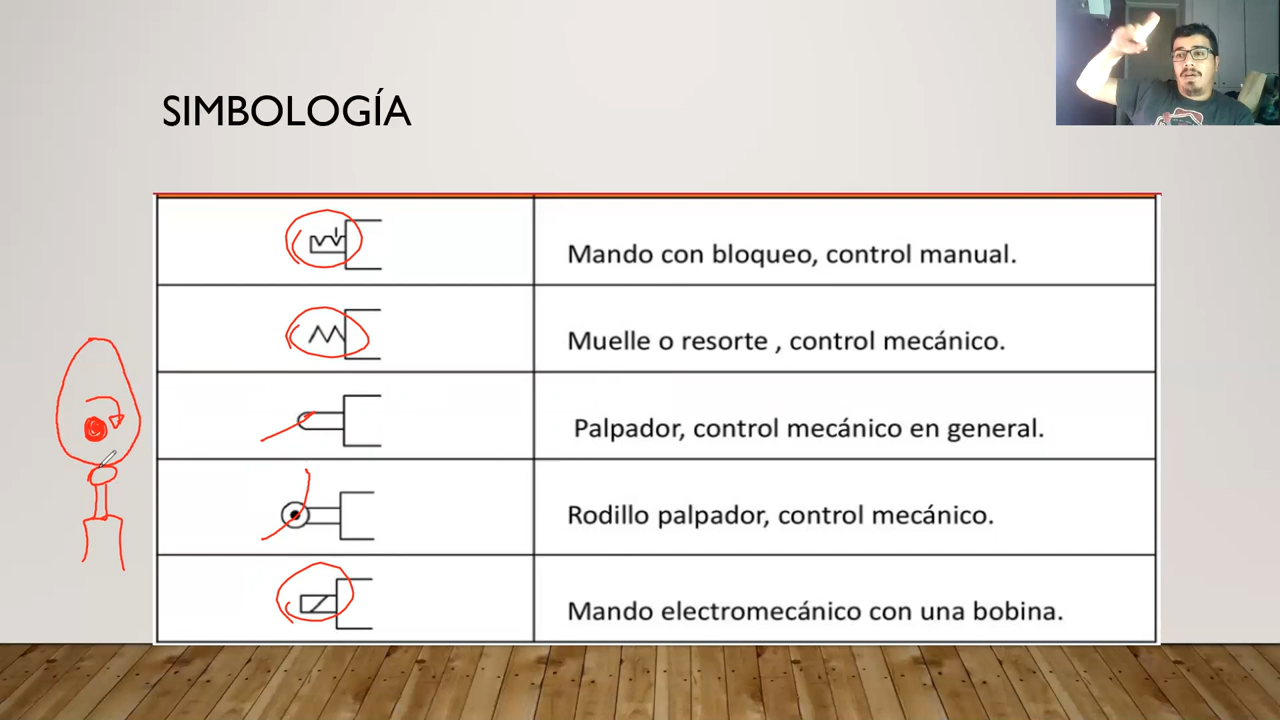 SIMBOLOGÍA
Mando con bloqueo, control manual.
Muelle o resorte , control mecánico.
Palpador, control mecánico en general.
Rodillo palpador, control mecánico.
Mando electromecánico con una bobina.